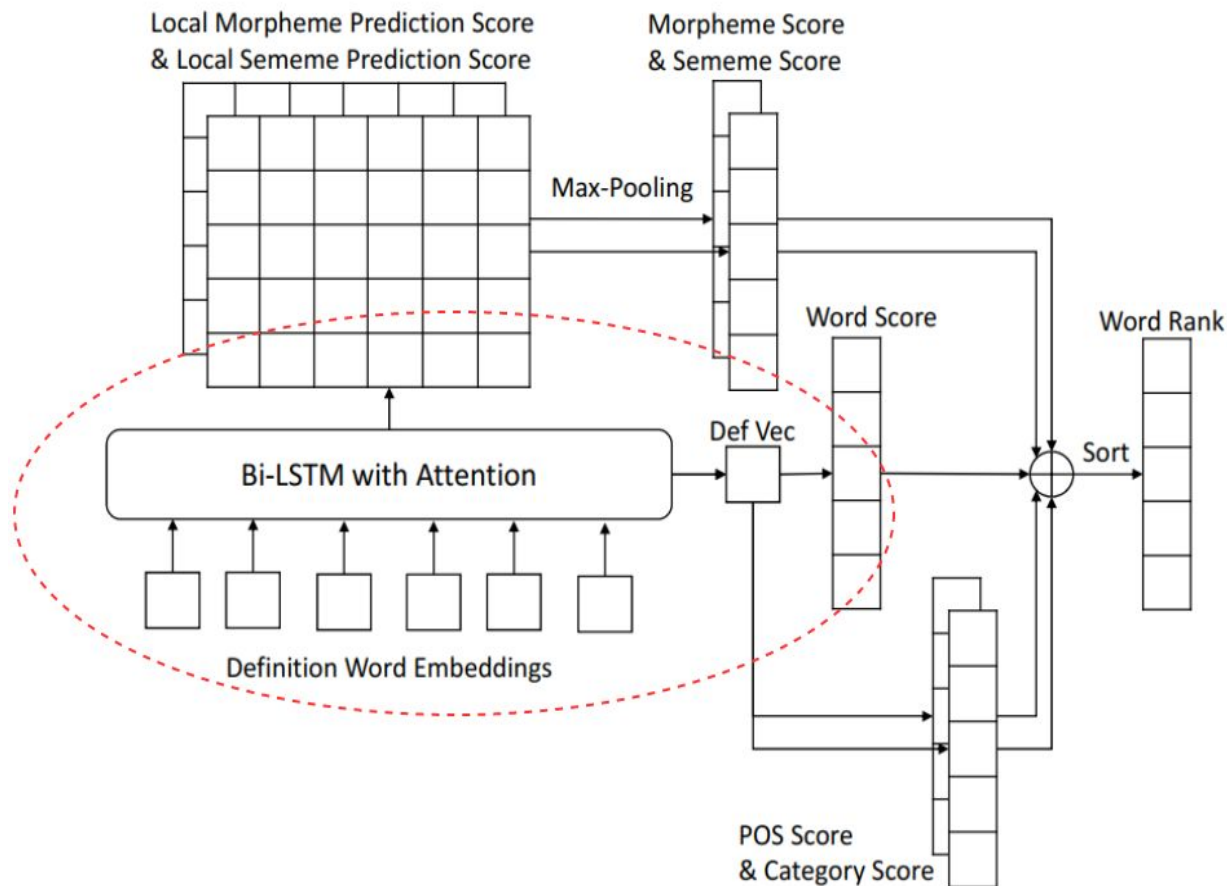 Local Morpheme Prediction Score
& Local Sememe Prediction Score
Morpheme Score
& Sememe Score
Max-Pooling
Word Score
Word Rank
Def Vec
Bi-LSTM with Attention
Sort
Definition Word Embeddings
POS Score
& Category Score